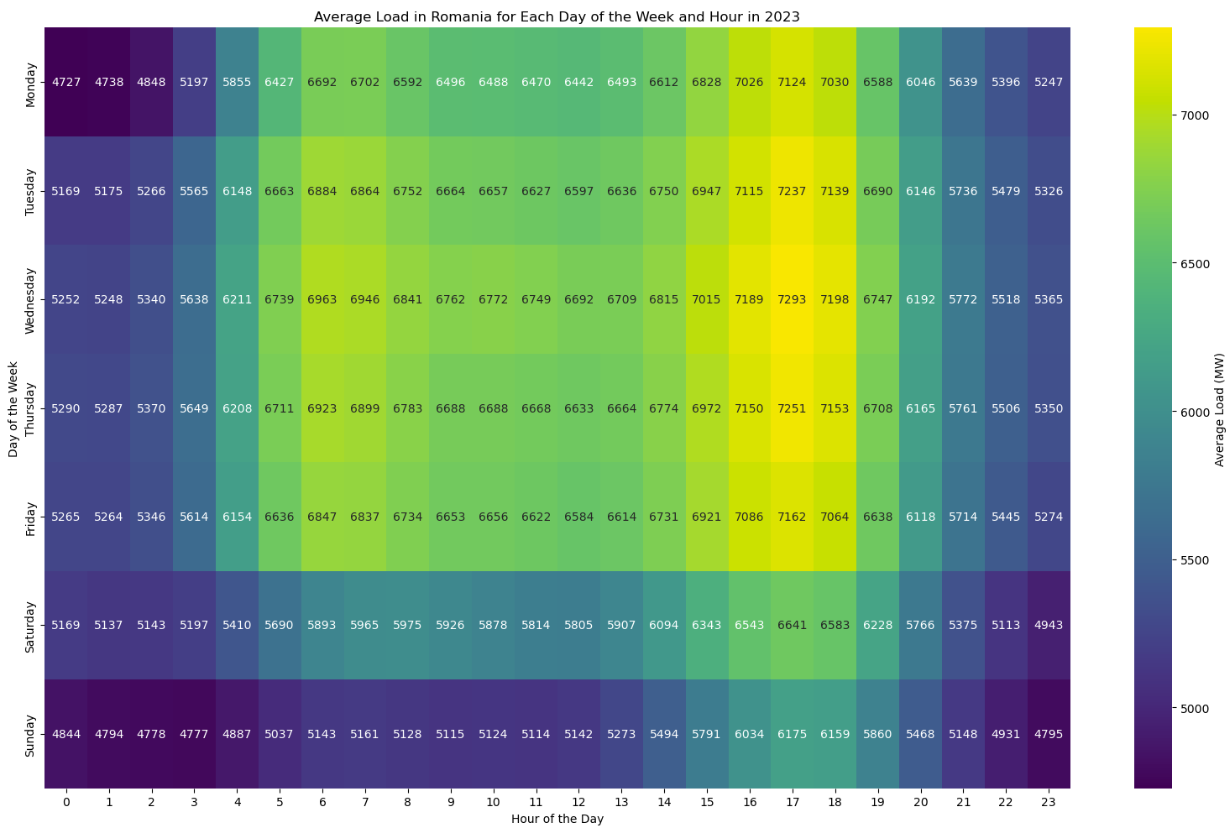 Average Load in Romania for Each Day of the Week and Hour in 2023
Day of the Week
Monday 4727 4738 4848 5197 5855 6427 6692 6702 6592 6496 6488 6470 6442 6493 6612 6828 7026 7124 7030 6588 6046 5639 5396 5247
Tuesday 5169 5175 5266 5565 6148 6663 6884 6864 6752 6664 6657 6627 6597 6636 6750 6947 7115 7237 7139 6690 6146 5736 5479 5326
Wednesday 5252 5248 5340 5638 6211 6739 6963 6946 6841 6762 6772 6749 6692 6709 6815 7015 7189 7293 7198 6747 6192 5772 5518 5365
Thursday 5290 5287 5370 5649 6208 6711 6923 6899 6783 6688 6688 6668 6633 6664 6774 6972 7150 7251 7153 6708 6165 5761 5506 5350
Friday 5265 5264 5346 5614 6154 6636 6847 6837 6734 6653 6656 6622 6584 6614 6731 6921 7086 7162 7064 6638 6118 5714 5445 5274
Saturday 5169 5137 5143 5197 5410 5690 5893 5965 5975 5926 5878 5814 5805 5907 6094 6343 6543 6641 6583 6228 5766 5375 5113 4943
Sunday 4844 4794 4778 4777 4887 5037 5143 5161 5128 5115 5124 5114 5142 5273 5494 5791 6034 6175 6159 5860 5468 5148 4931 4795
0 1 2 3 4 5 6 7 8 9 10 11 12 13 14 15 16 17 18 19 20 21 22 23
Hour of the Day
7000
6500
6000
5500
5000
Average Load (MW)